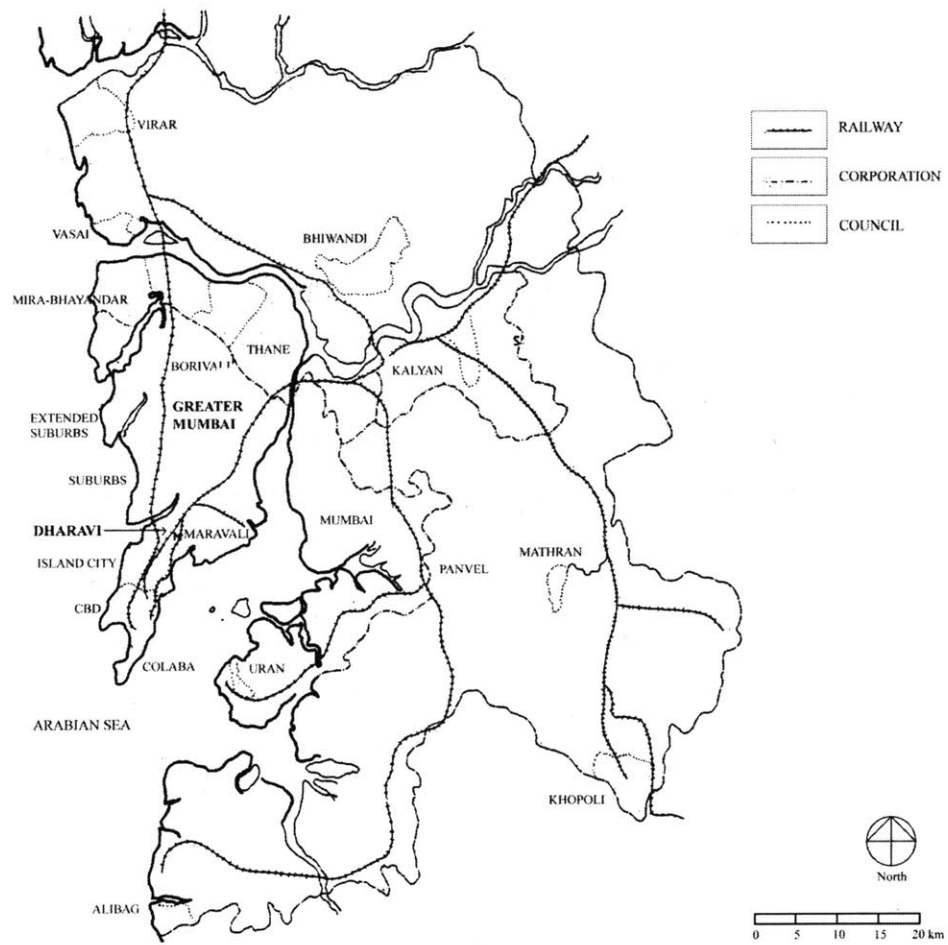 VIRAR
RAILWAY
CORPORATION
COUNCIL
VASAI
BHIWANDI
MIRA-BHAYANDAR
THANE
BORIVALI
KALYAN
GREATER
MUMBAI
EXTENDED
SUBURBS
SUBURBS
DHARAVI
MARAVALI
MUMBAI
ISLAND CITY
PANVEL
MATHRAN
CBD
COLABA
URAN
ARABIAN SEA
KHOPOLI
North
ALIBAG
0 5 10 15 20 km